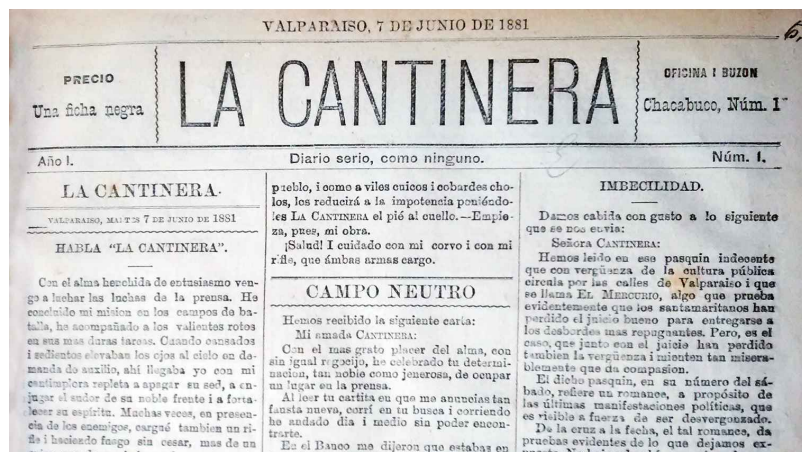 VALPARAISO, 7 DE JUNIO DE 1881
PRECIO
Una ficha negra
LA CANTINERA
OFICINA I BUZON
Chacabuco, Núm. 1
Año I.
Diario serio, como ninguno.
Núm. 1.
LA CANTINERA.
VALPARAISO, MARTES 7 DE JUNIO DE 1881
HABLA "LA CANTINERA".
Con el alma henchida de entusiasmo ven-
go a luchar las luchas de la prensa. He
concluido mi mision en los campos de ba-
talla, he acompañado a los valientes rotos
en sus mas duras tareas. Cuando cansados
i sedientos elevaban los ojos al cielo en de-
manda de auxilio, ahí llegaba yo con mi
cantimplora repleta a apagar su sed, a en-
jugar el sudor de su noble frente i a forta-
lecer su espíritu. Muchas veces, en presen-
cia de los enemigos, cargué tambien un ri-
fle i haciendo fuego sin cesar, mas de un
pueblo, i como a viles cuicos i cobardes cho-
los, los reducirá a la impotencia poniéndo-
les LA CANTINERA el pié al cuello.—Empie-
za, pues, mi obra.
¡Salud! I cuidado con mi corvo i con mi
rifle, que ámbas armas cargo.
CAMPO NEUTRO
Hemos recibido la siguiente carta:
Mi amada CANTINERA:
Con el mas grato placer del alma, con
sin igual regocijo, he celebrado tu determi-
nacion, tan noble como jenerosa, de ocupar
un lugar en la prensa.
Al leer tu cartita en que me anuncias tan
fausta nueva, corrí en tu busca i corriendo
he andado dia i medio sin poder encon-
trarte.
En el Banco me dijeron que estabas en
IMBECILIDAD.
Damos cabida con gusto a lo siguiente
que se nos envia:
Señora CANTINERA:
Hemos leido en ese pasquin indecente
que con vergüenza de la cultura pública
circula por las calles de Valparaiso i que
se llama EL MERCURIO, algo que prueba
evidentemente que los santamaritanos han
perdido el juicio bueno para entregarse a
los desbordes mas repugnantes. Pero, es el
caso, que junto con el juicio han perdido
tambien la vergüenza i mienten tan misera-
blemente que da compasion.
El dicho pasquin, en su número del sá-
bado, refiere un romance, a propósito de
las últimas manifestaciones políticas, que
es risible a fuerza de ser desvergonzado.
De la cruz a la fecha, el tal romance, da
pruebas evidentes de lo que dejamos ex-